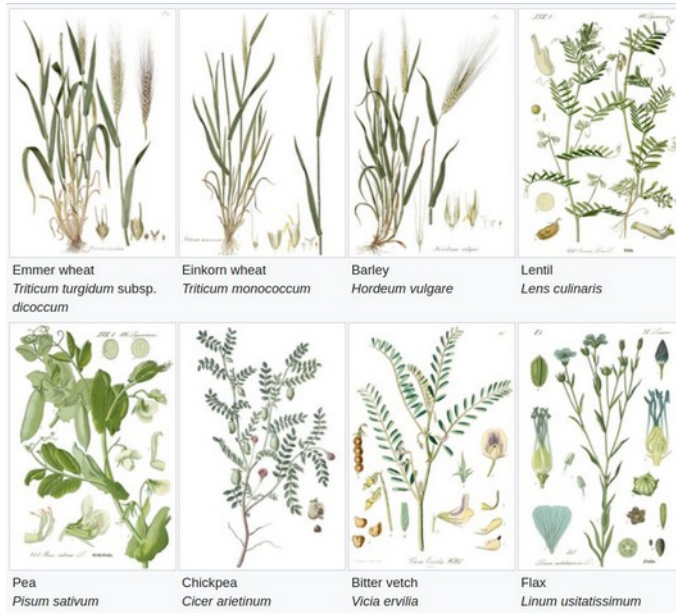 Emmer wheat
Triticum turgidum subsp.
dicoccum
Einkorn wheat
Triticum monococcum
Barley
Hordeum vulgare
Lentil
Lens culinaris
Pea
Pisum sativum
Chickpea
Cicer arietinum
Bitter vetch
Vicia ervilia
Flax
Linum usitatissimum